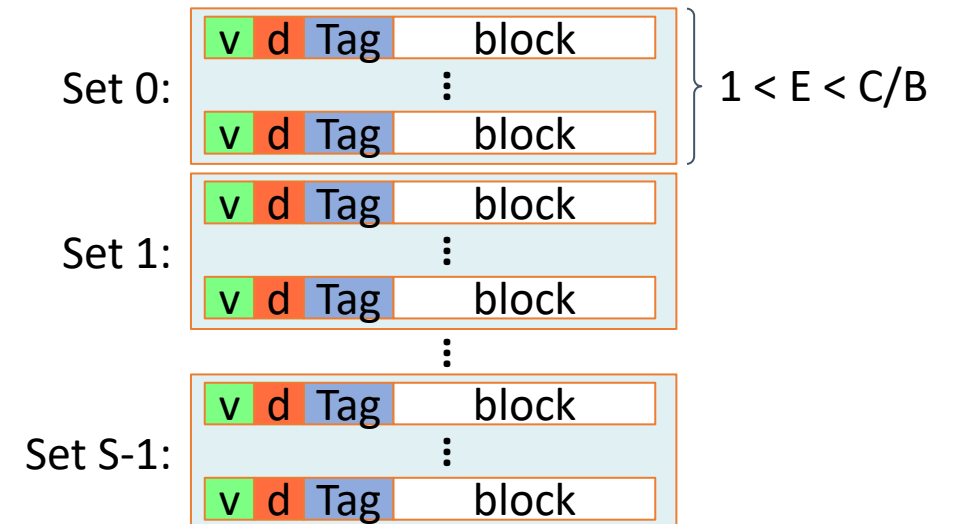 v d Tag block
Set 0:
⋮
1 < E < C/B
v d Tag block
v d Tag block
Set 1:
⋮
v d Tag block
⋮
v d Tag block
Set S-1:
⋮
v d Tag block